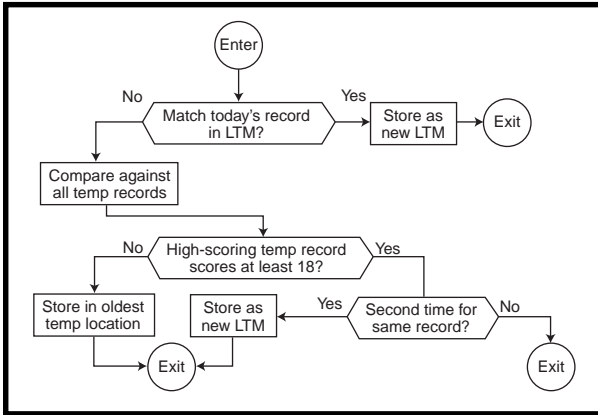 Enter
No
Yes
Match today's record
in LTM?
Store as
new LTM
Exit
Compare against
all temp records
No
Yes
High-scoring temp record
scores at least 18?
Store in oldest
temp location
Store as
new LTM
Yes
Second time for
same record?
No
Exit
Exit